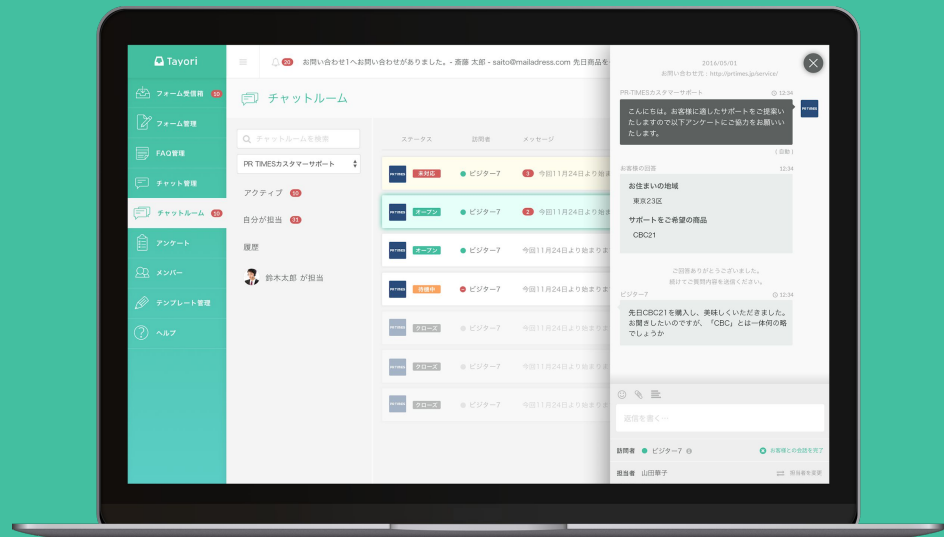 Tayori
フォーム受信箱 10
フォーム管理
FAQ管理
チャット管理
チャットルーム 10
アンケート
メンバー
テンプレート管理
ヘルプ
20 お問い合わせ1へお問い合わせがありました。- 斎藤 太郎 - saito@mailadress.com 先日商品を
チャットルーム
チャットルームを検索
PR TIMESカスタマーサポート
アクティブ 10
自分が担当
履歴
鈴木太郎 が担当
ステータス 訪問者 メッセージ
PR TIMES 未対応 ビジター7 3 今回11月24日より始ま
PR TIMES オープン ビジター7 2 今回11月24日より始ま
PR TIMES オープン ビジター7 今回11月24日より始まりま
PR TIMES 待機中 ビジター7 今回11月24日より始まりま
PR TIMES クローズ ビジター7 今回11月24日より始まりま
PR TIMES クローズ ビジター7 今回11月24日より始まりま
PR TIMES クローズ ビジター7 今回11月24日より始まりま
2016/05/01
お問い合わせ元：http://prtimes.jp/service/
PR-TIMESカスタマーサポート 12:34
こんにちは。お客様に適したサポートをご提案い
たしますので以下アンケートにご協力をお願いい
たします。
PR TIMES
（自動）
お客様の回答 12:34
お住まいの地域
東京23区
サポートをご希望の商品
CBC21
ご回答ありがとうございました。
続けてご質問内容を送信ください。
ビジター7 12:34
先日CBC21を購入し、美味しくいただきました。
お聞きしたいのですが、「CBC」とは一体何の略
でしょうか
返信を書く…
訪問者 ビジター7 お客様との会話を完了
担当者 山田華子 担当者を変更